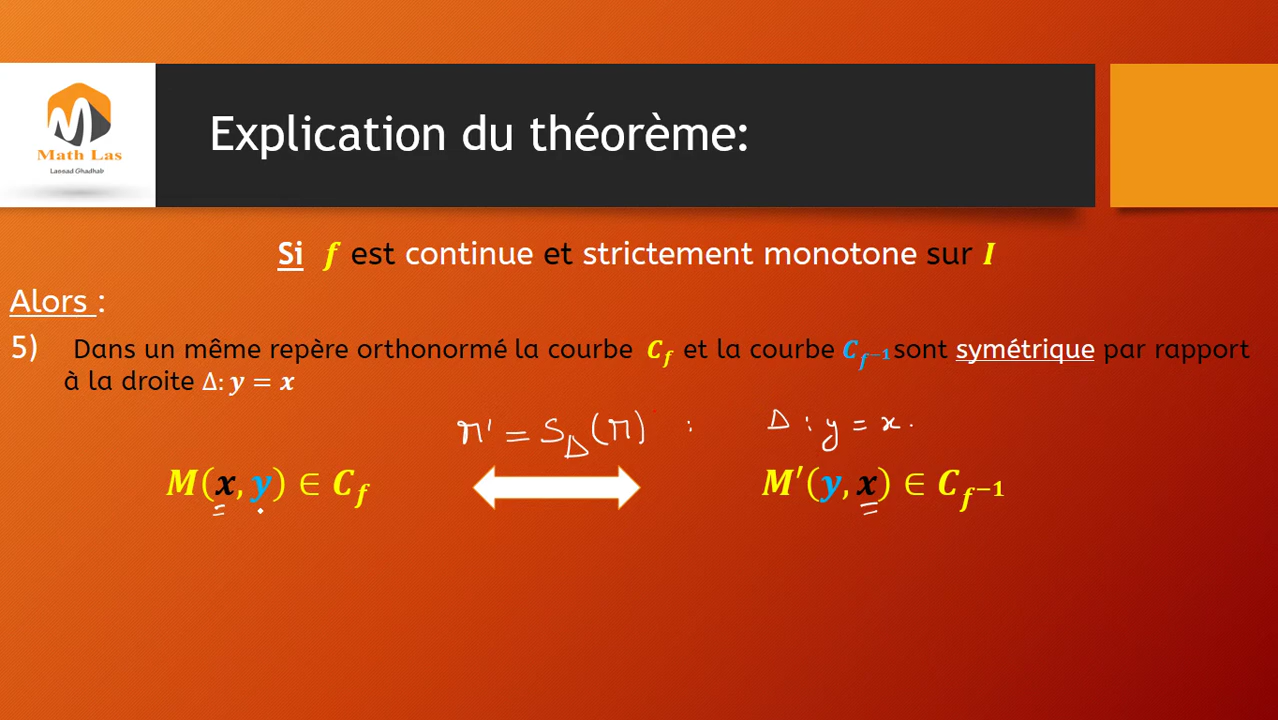 Math Las
Lassad Ghadhab
Explication du théorème:
Si f est continue et strictement monotone sur I
Alors :
5) Dans un même repère orthonormé la courbe C_f et la courbe C_{f⁻¹} sont symétrique par rapport
à la droite Δ: y = x
M' = S_Δ(M) : Δ : y = x.
M(x, y) ∈ C_f M′(y, x) ∈ C_{f⁻¹}